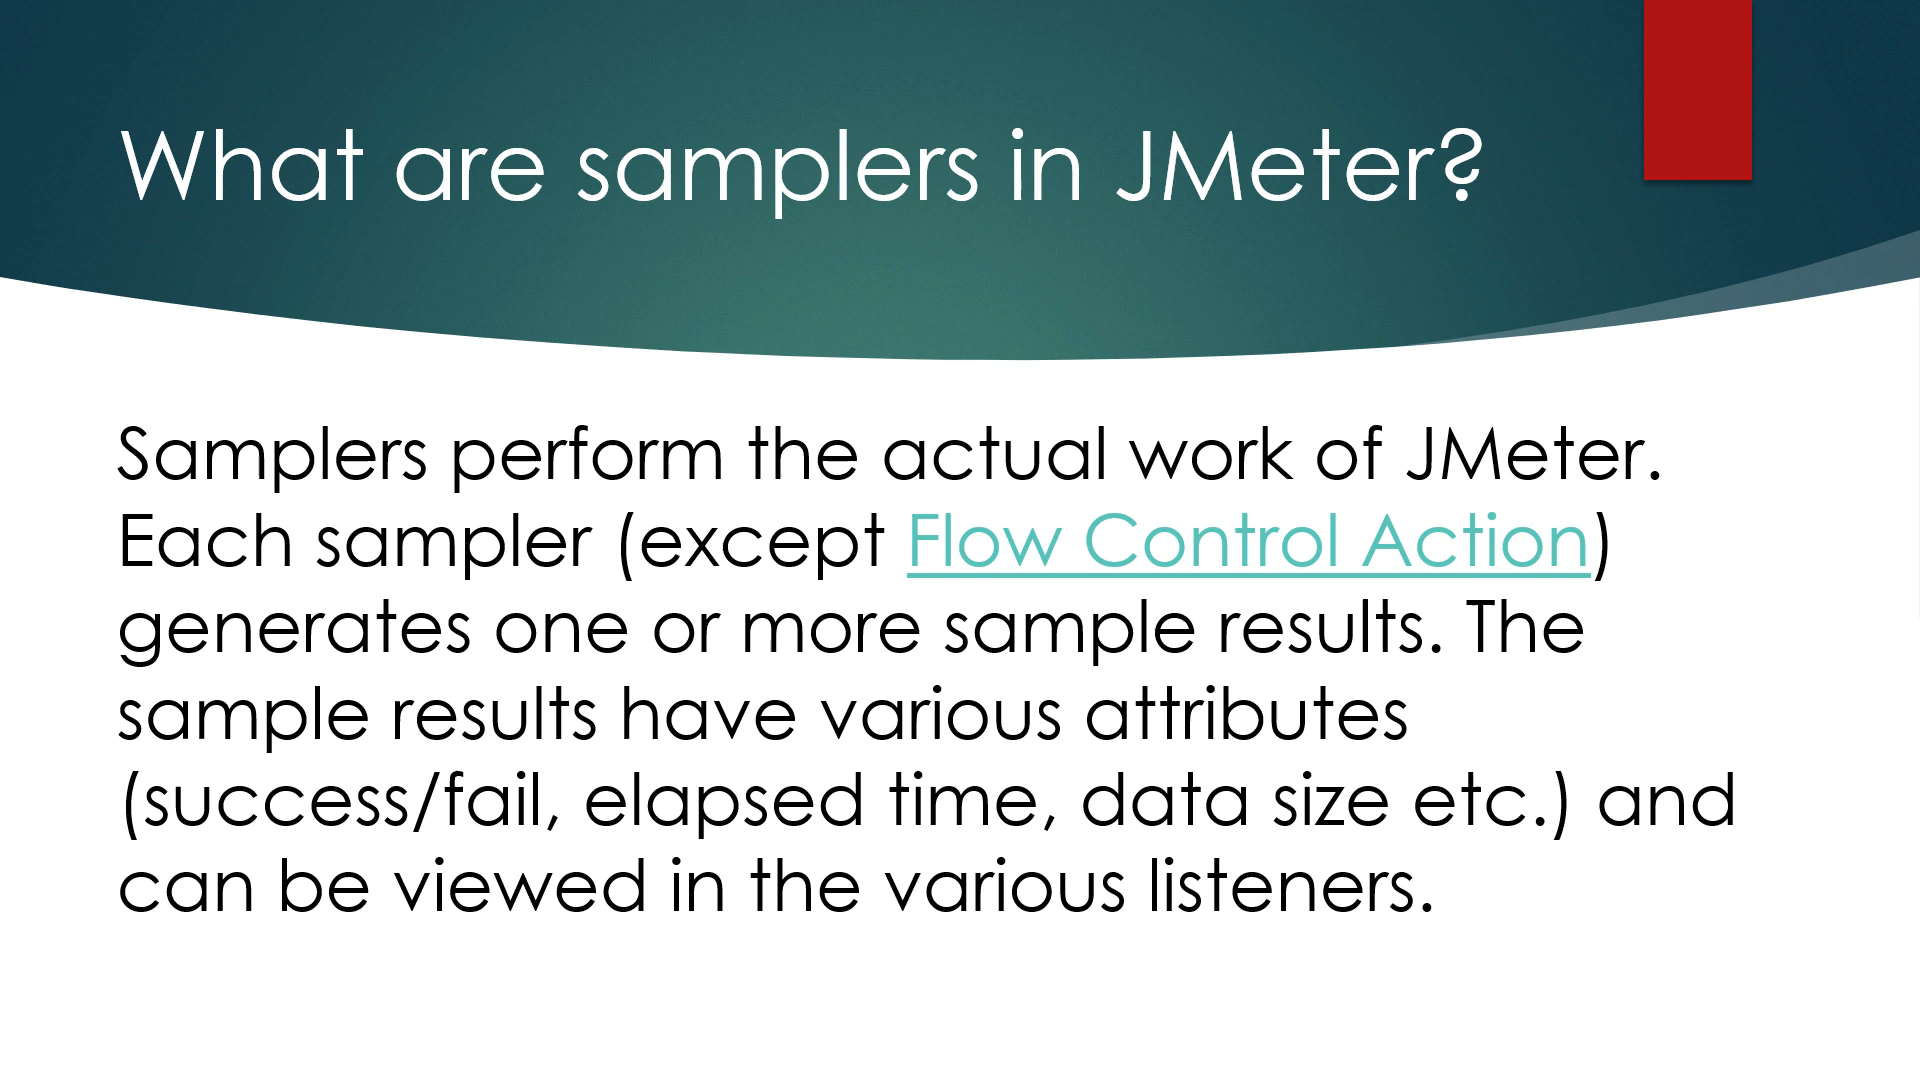 What are samplers in JMeter?
Samplers perform the actual work of JMeter.
Each sampler (except Flow Control Action)
generates one or more sample results. The
sample results have various attributes
(success/fail, elapsed time, data size etc.) and
can be viewed in the various listeners.